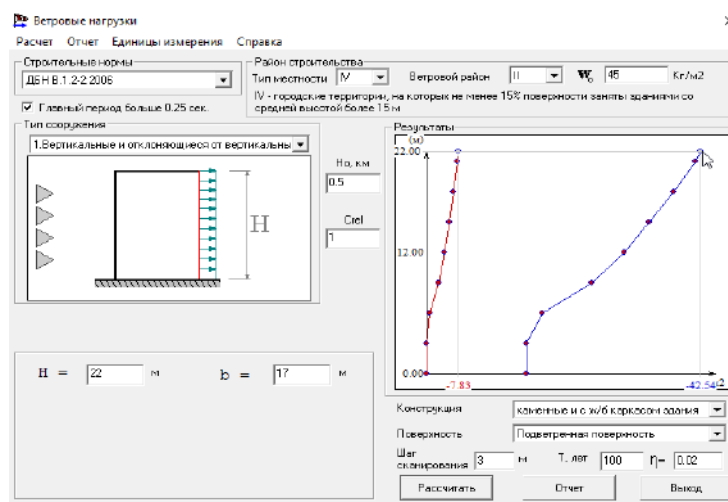 Ветровые нагрузки
Расчет Отчет Единицы измерения Справка
Строительные нормы
ДБН В.1.2-2 2006
Главный период больше 0.25 сек.
Район строительства
Тип местности IV Ветровой район II W₀ 45 Кг/м2
IV - городские территории, на которых не менее 15% поверхности заняты зданиями со
средней высотой более 15 м
Тип сооружения
1.Вертикальные и отклоняющиеся от вертикальны
H
Ho, км
0.5
Crel
1
Результаты
(м)
22.00
12.00
0.00
-7.83
-42.54
H = 22 м b = 17 м
Конструкция каменные и с ж/б каркасом здания
Поверхность Подветренная поверхность
Шаг
сканирования 3 м Т. лет 100 η= 0.02
Рассчитать Отчет Выход